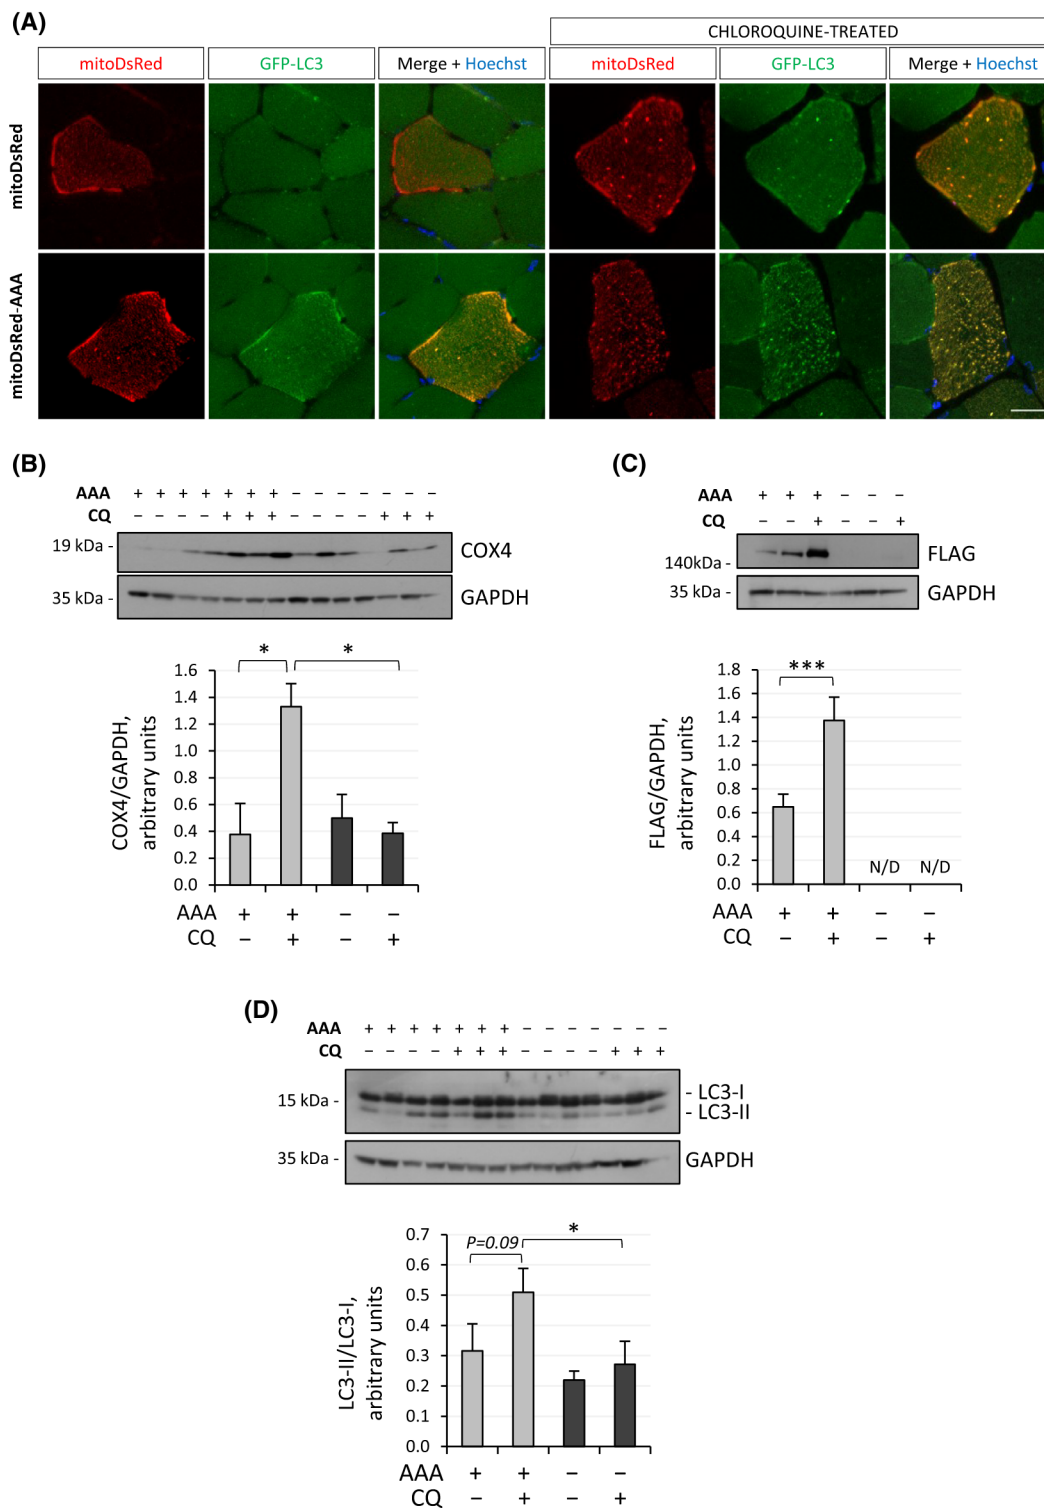 (A)
CHLOROQUINE-TREATED
mitoDsRed GFP-LC3 Merge + Hoechst mitoDsRed GFP-LC3 Merge + Hoechst
mitoDsRed
mitoDsRed-AAA
(B)
AAA + + + + + + + − − − − − − −
CQ − − − − + + + − − − − + + +
19 kDa - COX4
35 kDa - GAPDH
COX4/GAPDH,
arbitrary units
1.6
1.4
1.2
1.0
0.8
0.6
0.4
0.2
0.0
* *
AAA + + − −
CQ − + − +
(C)
AAA + + + − − −
CQ − − + − − +
140kDa - FLAG
35 kDa - GAPDH
FLAG/GAPDH,
arbitrary units
1.8
1.6
1.4
1.2
1.0
0.8
0.6
0.4
0.2
0.0
***
N/D N/D
AAA + + − −
CQ − + − +
(D)
AAA + + + + + + + − − − − − − −
CQ − − − − + + + − − − − + + +
15 kDa - - LC3-I
- LC3-II
35 kDa - GAPDH
LC3-II/LC3-I,
arbitrary units
0.7
0.6
0.5
0.4
0.3
0.2
0.1
0.0
P=0.09 *
AAA + + − −
CQ − + − +